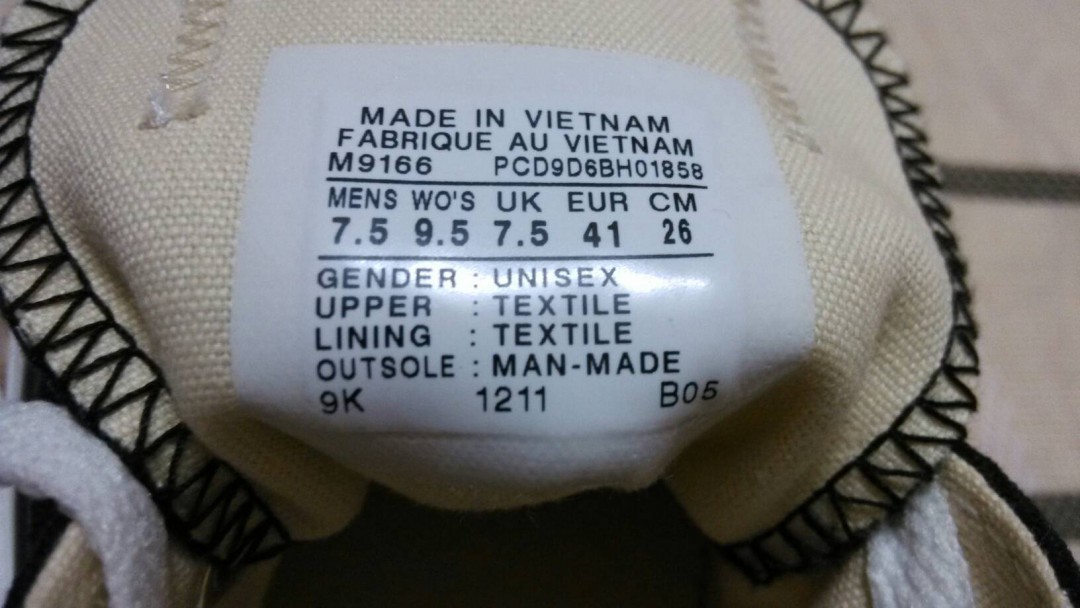 MADE IN VIETNAM
FABRIQUE AU VIETNAM
M9166 PCD9D6BH01858
MENS WO'S UK EUR CM
7.5 9.5 7.5 41 26
GENDER : UNISEX
UPPER : TEXTILE
LINING : TEXTILE
OUTSOLE : MAN-MADE
9K 1211 B05